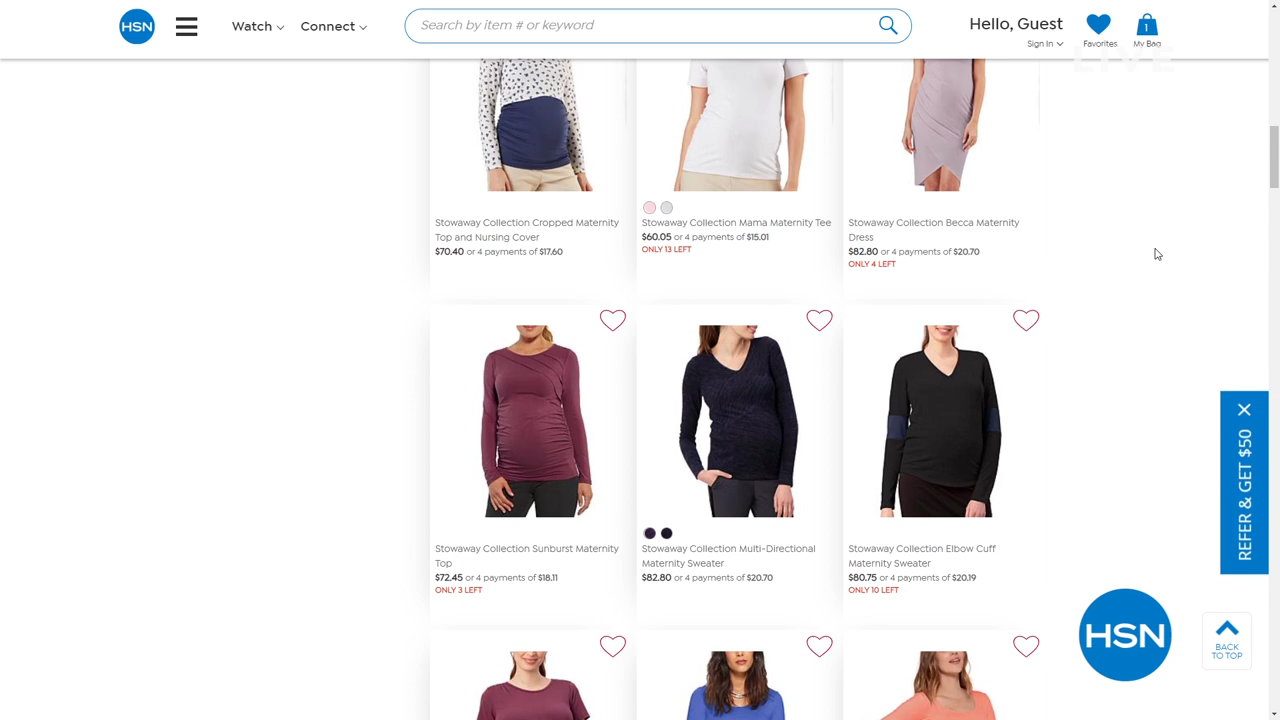 HSN
Watch
Connect
Search by item # or keyword
Hello, Guest
Sign In
Favorites
1
My Bag
LIVE
Stowaway Collection Cropped Maternity
Top and Nursing Cover
$70.40 or 4 payments of $17.60
Stowaway Collection Mama Maternity Tee
$60.05 or 4 payments of $15.01
ONLY 13 LEFT
Stowaway Collection Becca Maternity
Dress
$82.80 or 4 payments of $20.70
ONLY 4 LEFT
Stowaway Collection Sunburst Maternity
Top
$72.45 or 4 payments of $18.11
ONLY 3 LEFT
Stowaway Collection Multi-Directional
Maternity Sweater
$82.80 or 4 payments of $20.70
Stowaway Collection Elbow Cuff
Maternity Sweater
$80.75 or 4 payments of $20.19
ONLY 10 LEFT
REFER & GET $50
HSN
BACK
TO TOP